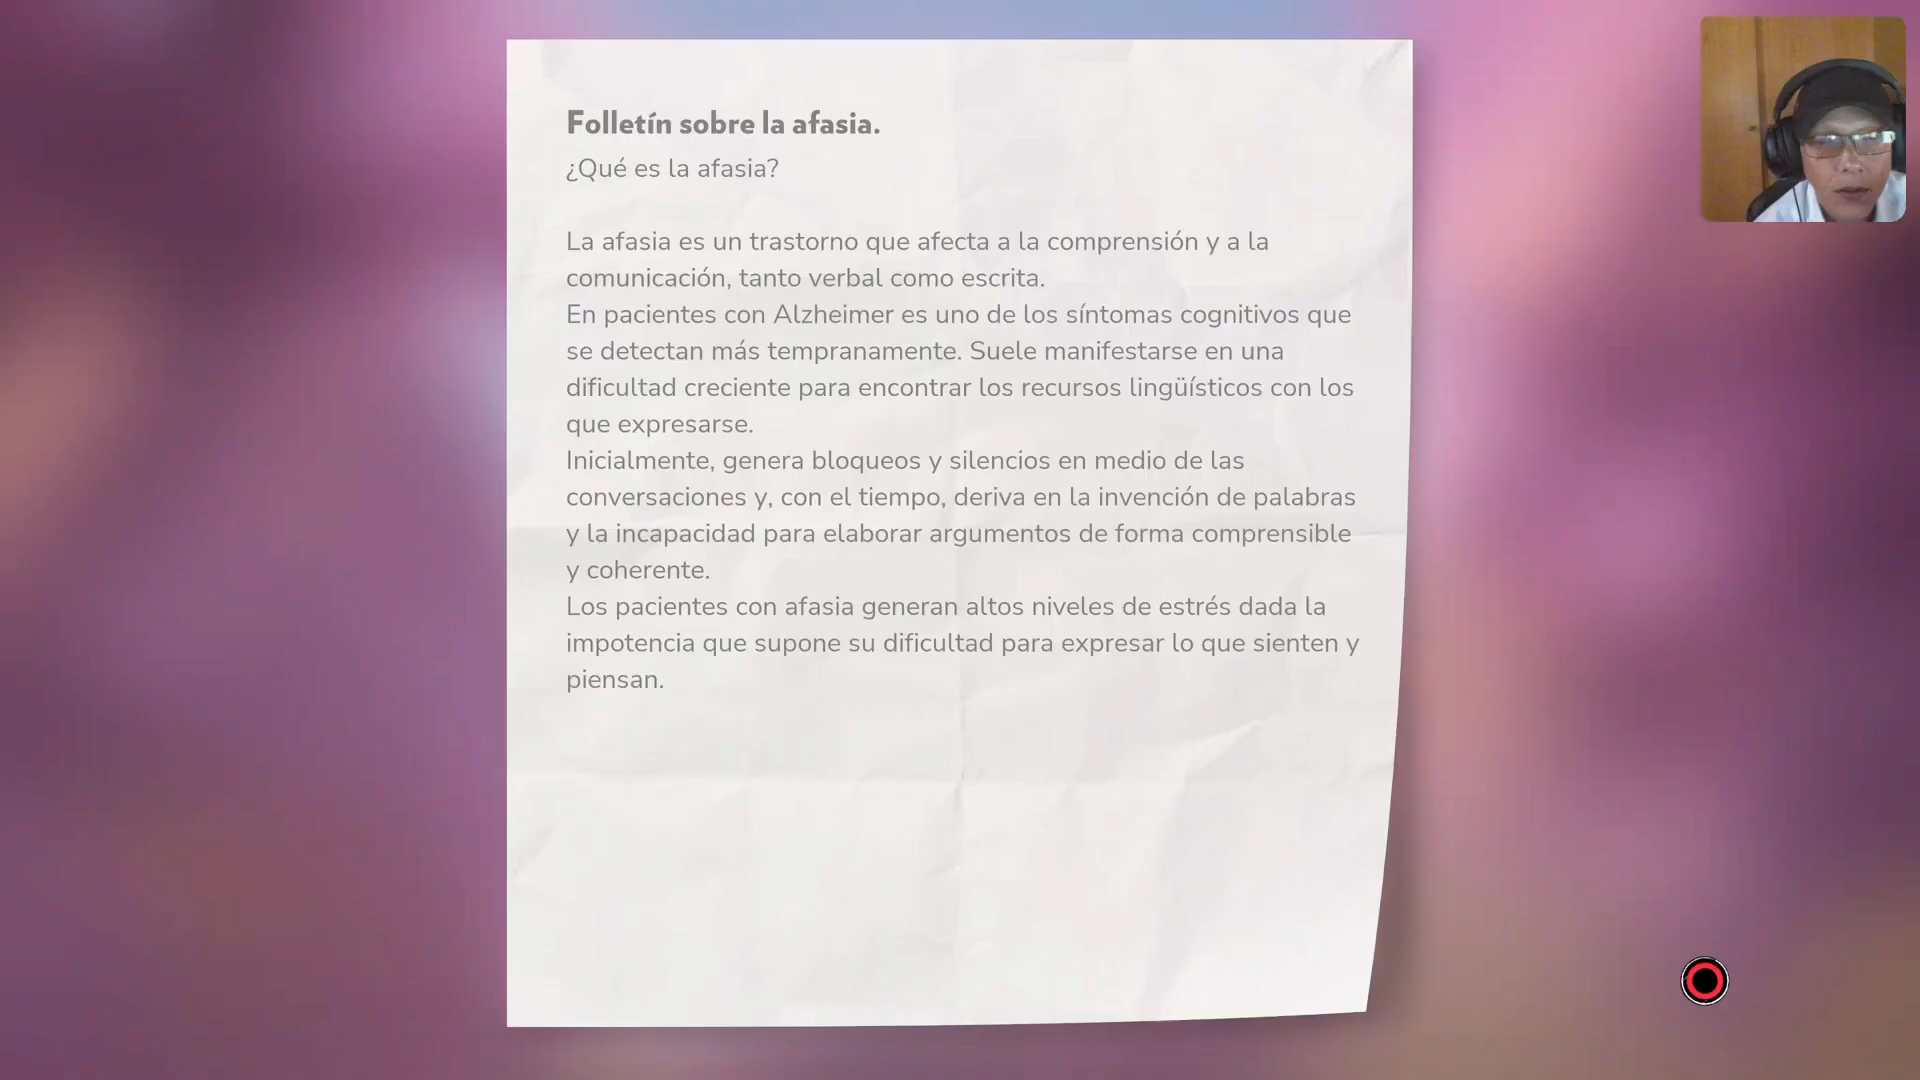 Folletín sobre la afasia.
¿Qué es la afasia?
La afasia es un trastorno que afecta a la comprensión y a la
comunicación, tanto verbal como escrita.
En pacientes con Alzheimer es uno de los síntomas cognitivos que
se detectan más tempranamente. Suele manifestarse en una
dificultad creciente para encontrar los recursos lingüísticos con los
que expresarse.
Inicialmente, genera bloqueos y silencios en medio de las
conversaciones y, con el tiempo, deriva en la invención de palabras
y la incapacidad para elaborar argumentos de forma comprensible
y coherente.
Los pacientes con afasia generan altos niveles de estrés dada la
impotencia que supone su dificultad para expresar lo que sienten y
piensan.